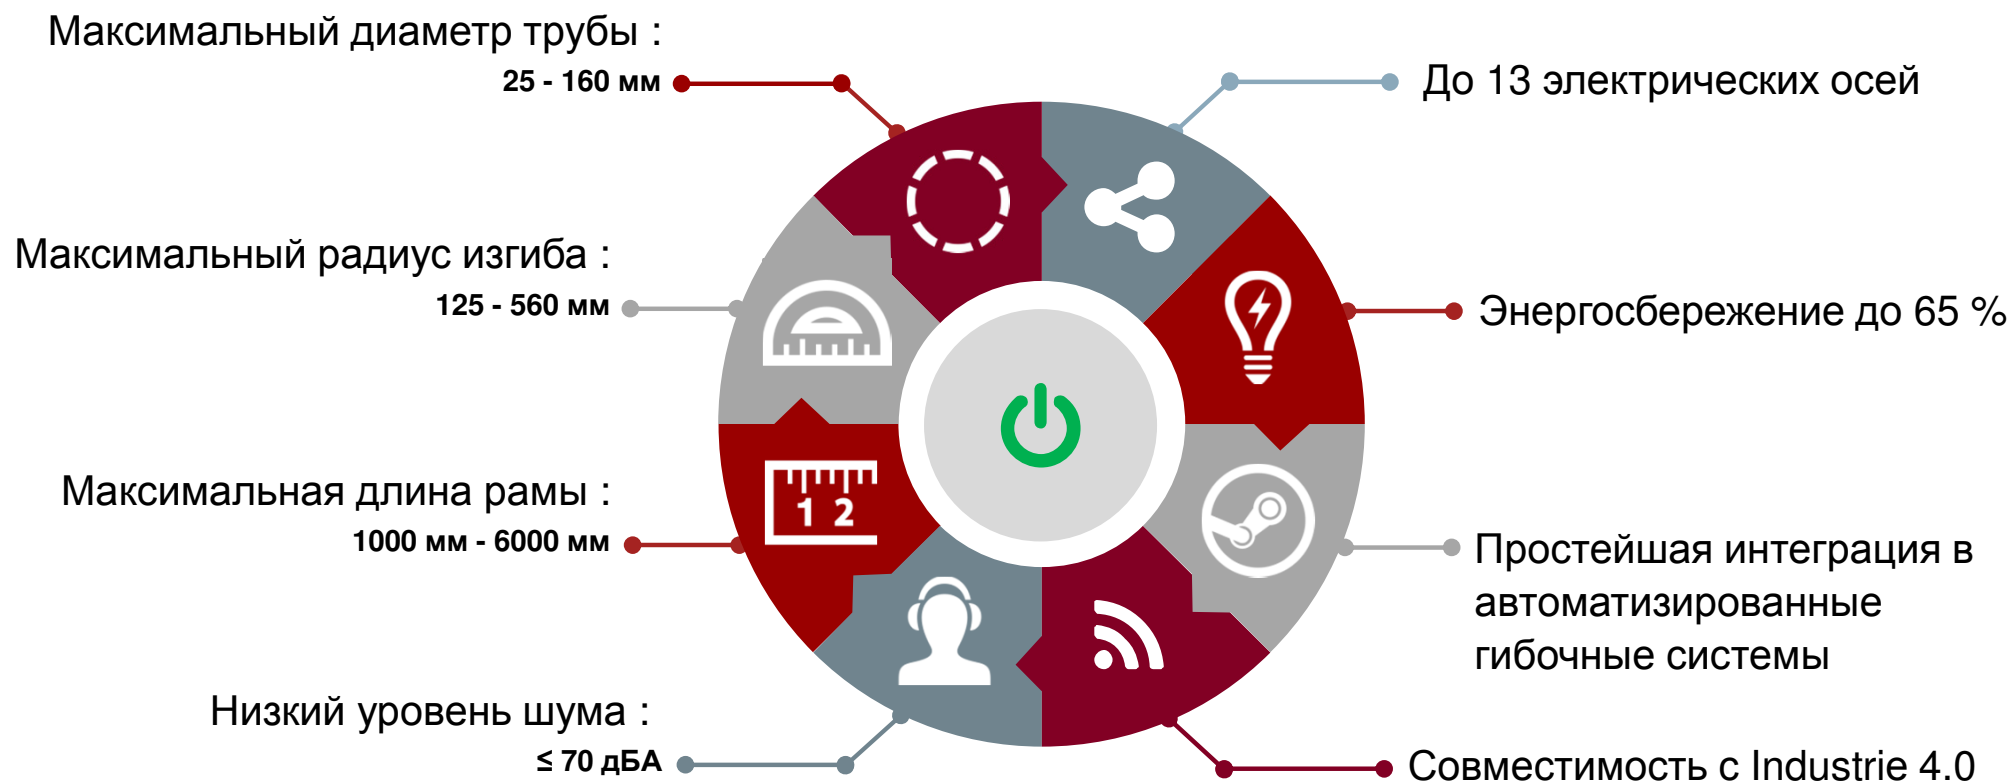 Максимальный диаметр трубы :
25 - 160 мм
Максимальный радиус изгиба :
125 - 560 мм
Максимальная длина рамы :
1000 мм - 6000 мм
Низкий уровень шума :
≤ 70 дБА
До 13 электрических осей
Энергосбережение до 65 %
Простейшая интеграция в
автоматизированные
гибочные системы
Совместимость с Industrie 4.0
1 2